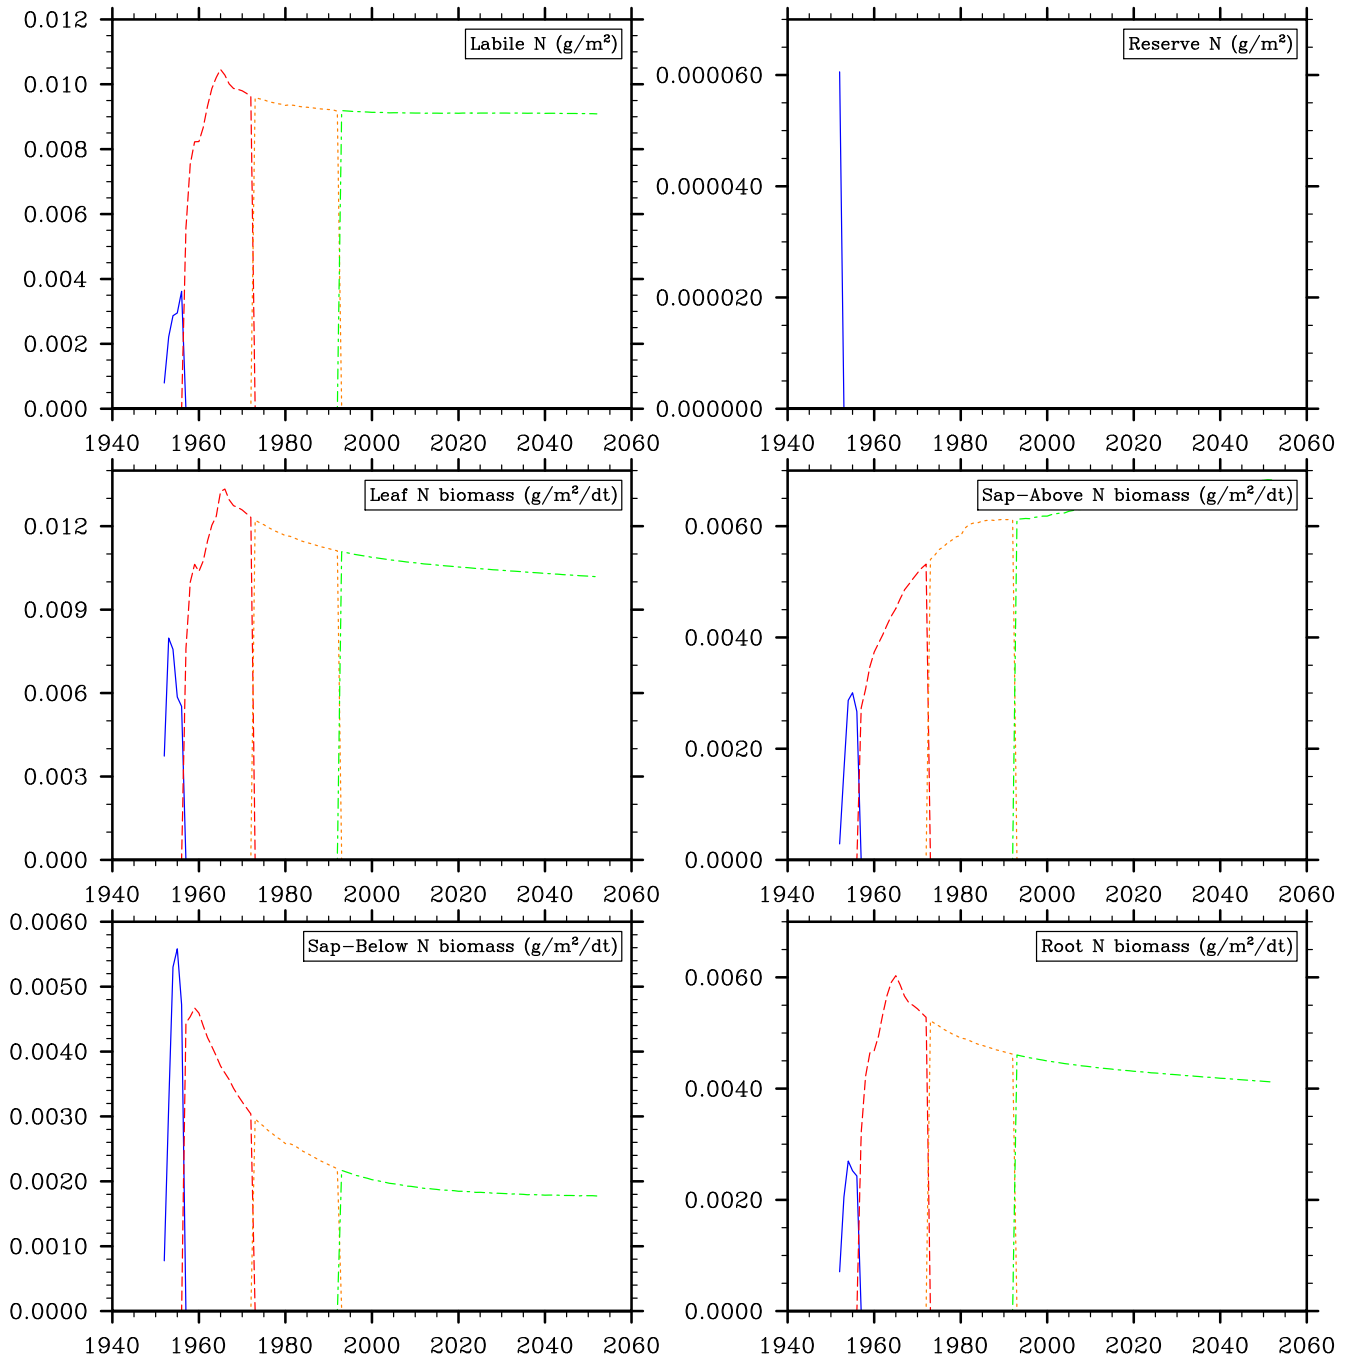 Labile N (g/m²)
0.012
0.010
0.008
0.006
0.004
0.002
0.000
1940 1960 1980 2000 2020 2040 2060
Reserve N (g/m²)
0.000060
0.000040
0.000020
0.000000
1940 1960 1980 2000 2020 2040 2060
Leaf N biomass (g/m²/dt)
0.012
0.009
0.006
0.003
0.000
1940 1960 1980 2000 2020 2040 2060
Sap-Above N biomass (g/m²/dt)
0.0060
0.0040
0.0020
0.0000
1940 1960 1980 2000 2020 2040 2060
Sap-Below N biomass (g/m²/dt)
0.0060
0.0050
0.0040
0.0030
0.0020
0.0010
0.0000
1940 1960 1980 2000 2020 2040 2060
Root N biomass (g/m²/dt)
0.0060
0.0040
0.0020
0.0000
1940 1960 1980 2000 2020 2040 2060